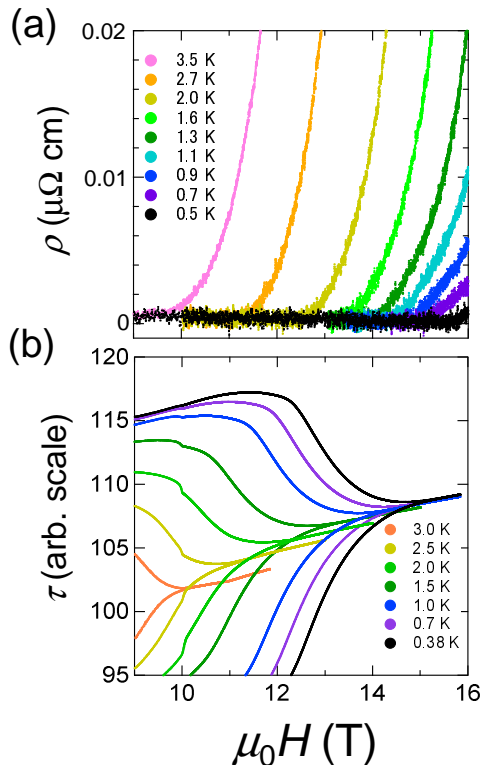 (a)
0.02
0.01
0
ρ (μΩ cm)
3.5 K
2.7 K
2.0 K
1.6 K
1.3 K
1.1 K
0.9 K
0.7 K
0.5 K
(b)
120
115
110
105
100
95
τ (arb. scale)
3.0 K
2.5 K
2.0 K
1.5 K
1.0 K
0.7 K
0.38 K
10 12 14 16
μ₀H (T)